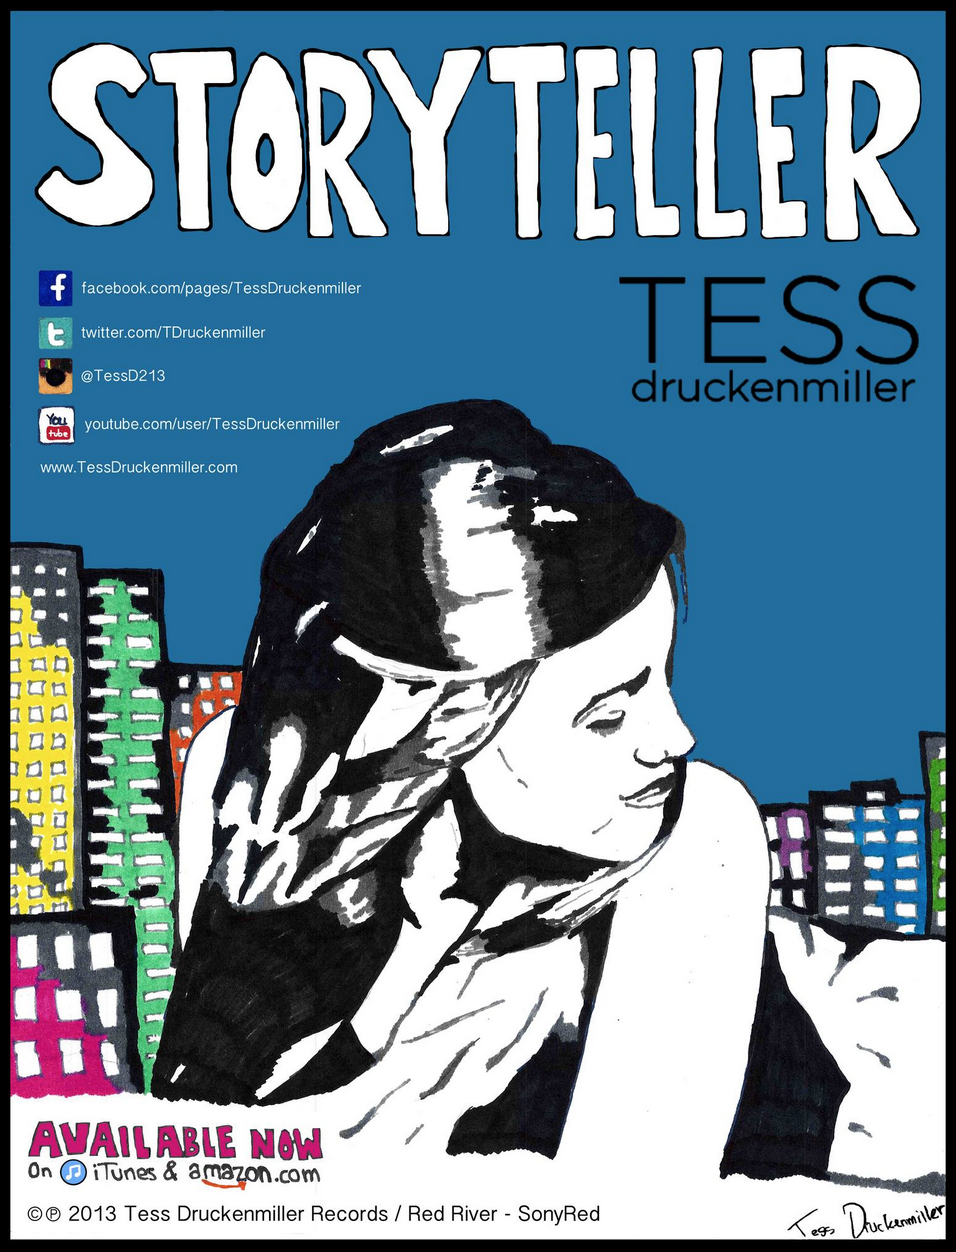 STORYTELLER
TESS
druckenmiller
f facebook.com/pages/TessDruckenmiller
t twitter.com/TDruckenmiller
@TessD213
You
Tube
youtube.com/user/TessDruckenmiller
www.TessDruckenmiller.com
AVAILABLE NOW
On iTunes & amazon.com
©℗ 2013 Tess Druckenmiller Records / Red River - SonyRed
Tess Druckenmiller